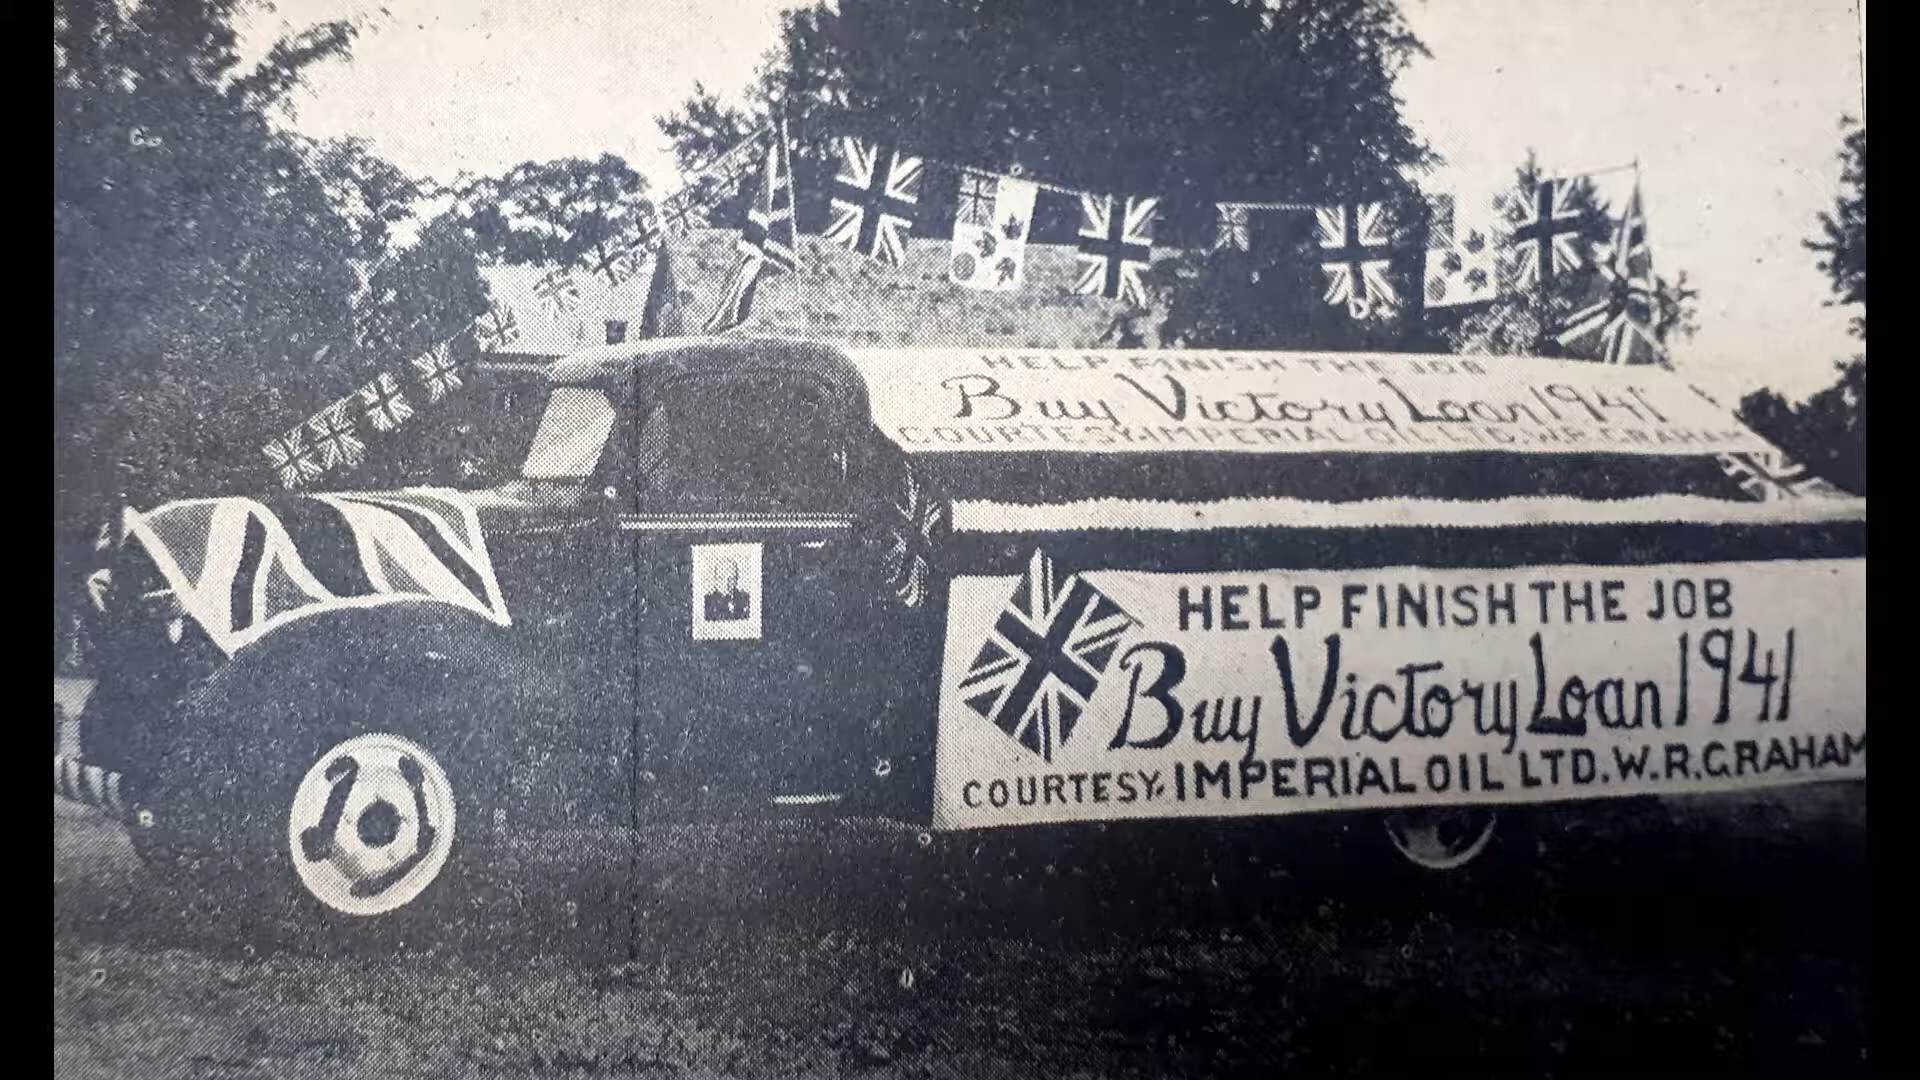 HELP FINISH THE JOB
Buy Victory Loan 1941
COURTESY. IMPERIAL OIL LTD. W.R. GRAHAM
HELP FINISH THE JOB
Buy Victory Loan 1941
COURTESY. IMPERIAL OIL LTD. W.R. GRAHAM